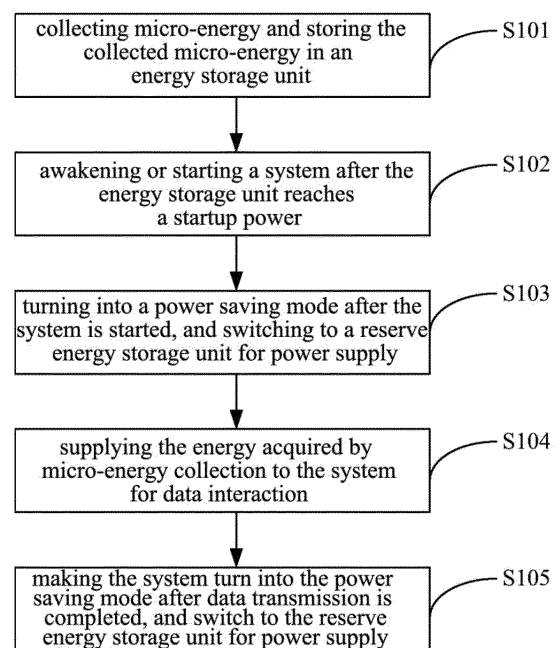 collecting micro-energy and storing the
collected micro-energy in an
energy storage unit
S101
awakening or starting a system after the
energy storage unit reaches
a startup power
S102
turning into a power saving mode after the
system is started, and switching to a reserve
energy storage unit for power supply
S103
supplying the energy acquired by
micro-energy collection to the system
for data interaction
S104
making the system turn into the power
saving mode after data transmission is
completed, and switch to the reserve
energy storage unit for power supply
S105